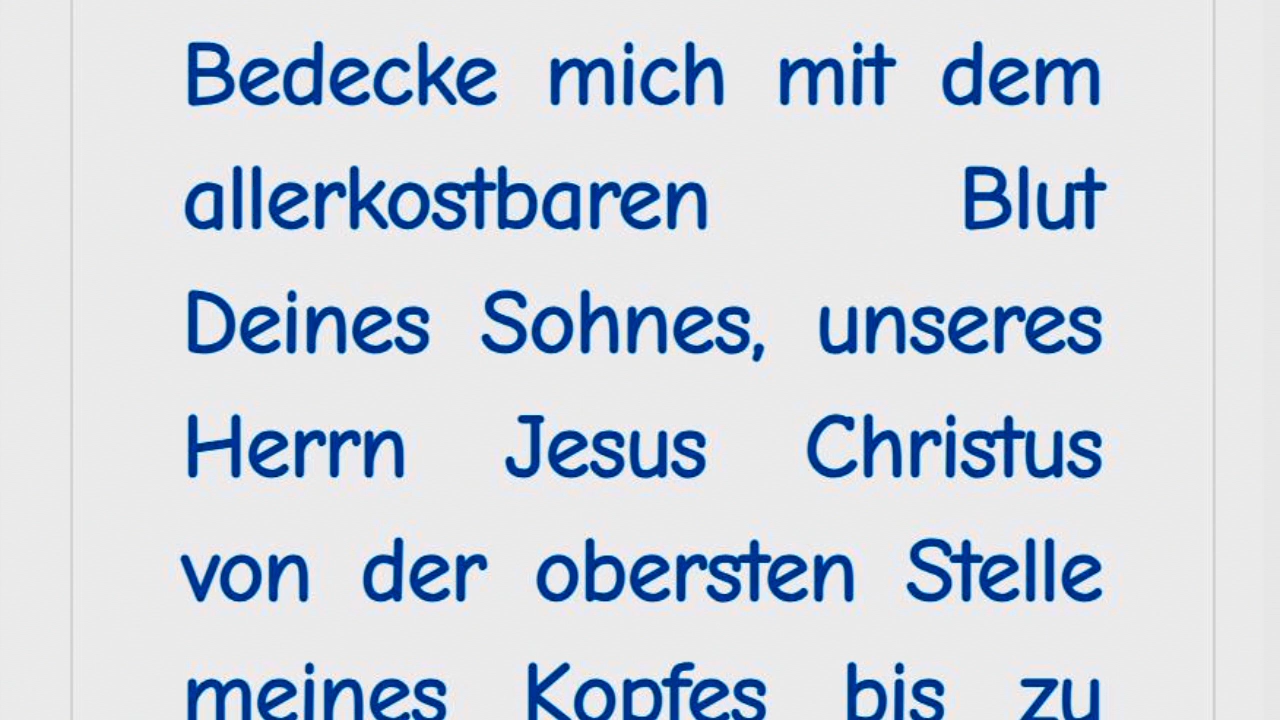 Bedecke mich mit dem
allerkostbaren Blut
Deines Sohnes, unseres
Herrn Jesus Christus
von der obersten Stelle
meines Kopfes bis zu